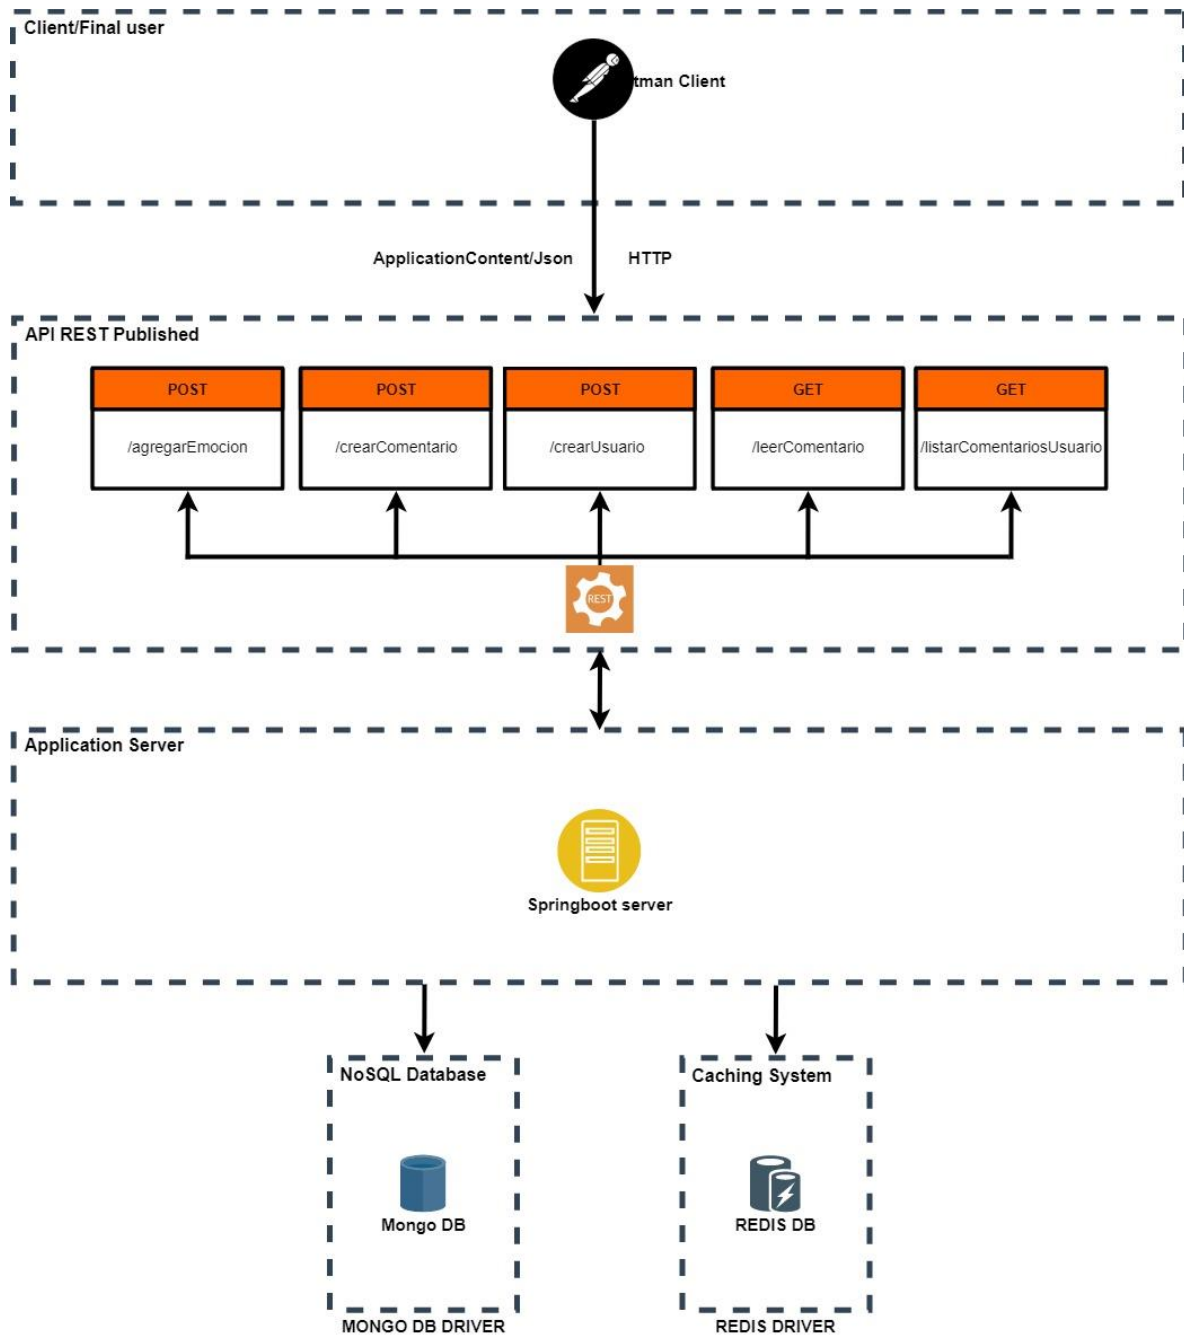 Client/Final user
tman Client
ApplicationContent/Json HTTP
API REST Published
POST POST POST GET GET
/agregarEmocion /crearComentario /crearUsuario /leerComentario /listarComentariosUsuario
REST
Application Server
Springboot server
NoSQL Database Caching System
Mongo DB REDIS DB
MONGO DB DRIVER REDIS DRIVER